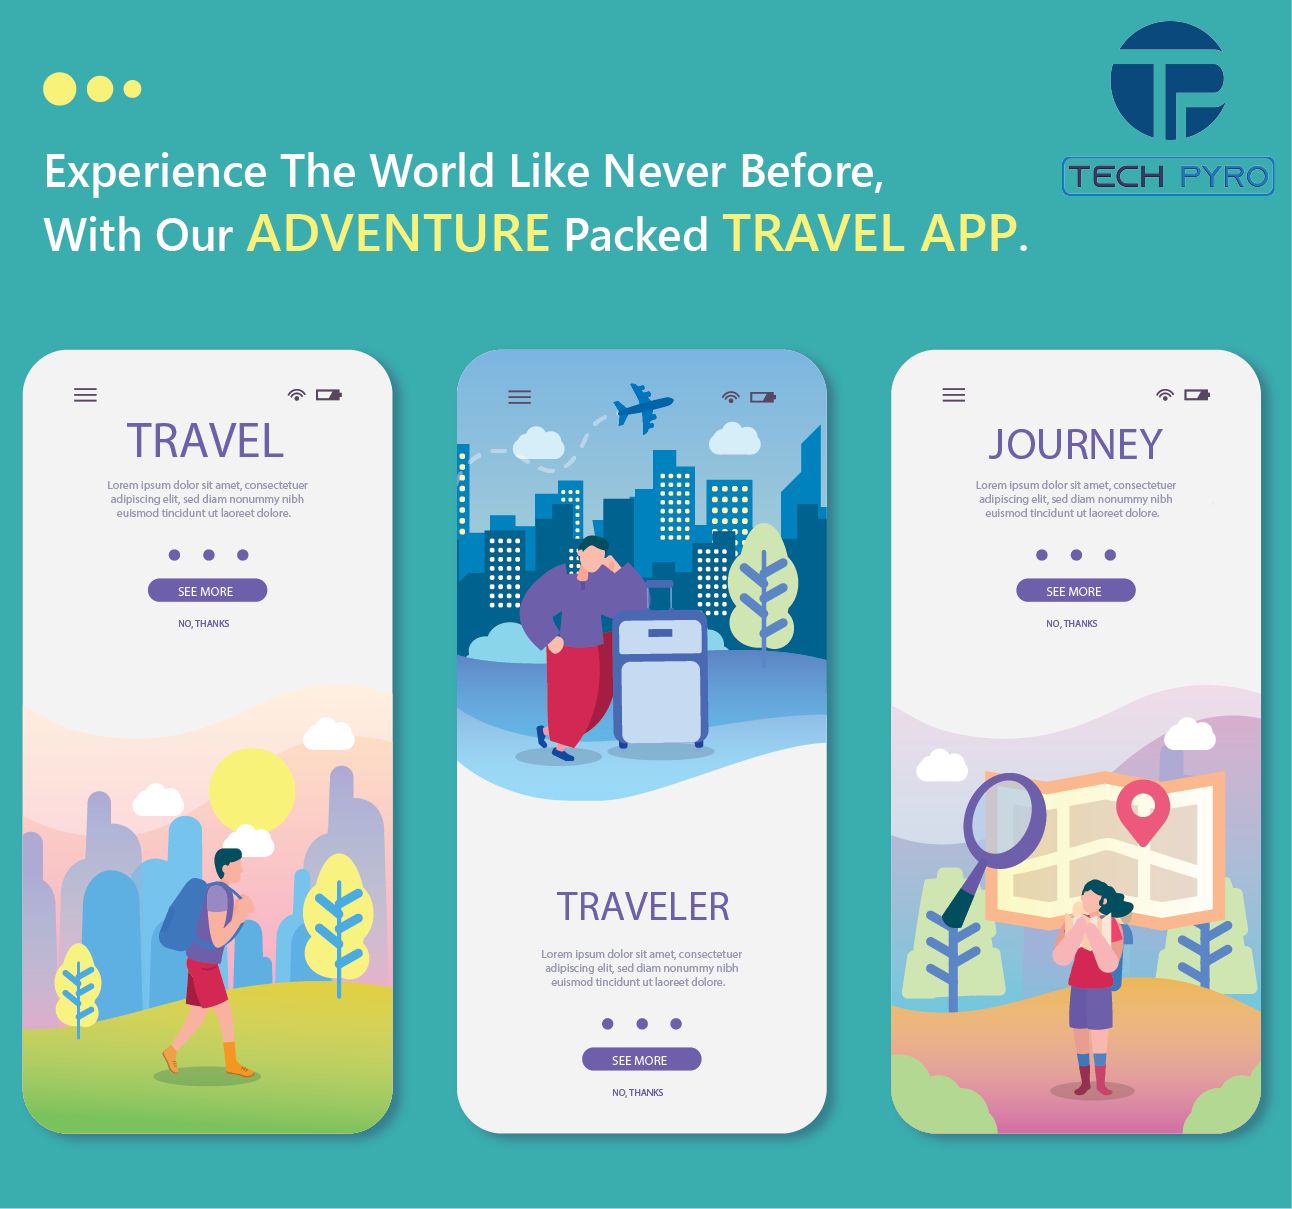 TP
TECH PYRO
Experience The World Like Never Before,
With Our ADVENTURE Packed TRAVEL APP.
TRAVEL
Lorem ipsum dolor sit amet, consectetuer
adipiscing elit, sed diam nonummy nibh
euismod tincidunt ut laoreet dolore.
SEE MORE
NO, THANKS
TRAVELER
Lorem ipsum dolor sit amet, consectetuer
adipiscing elit, sed diam nonummy nibh
euismod tincidunt ut laoreet dolore.
SEE MORE
NO, THANKS
JOURNEY
Lorem ipsum dolor sit amet, consectetuer
adipiscing elit, sed diam nonummy nibh
euismod tincidunt ut laoreet dolore.
SEE MORE
NO, THANKS